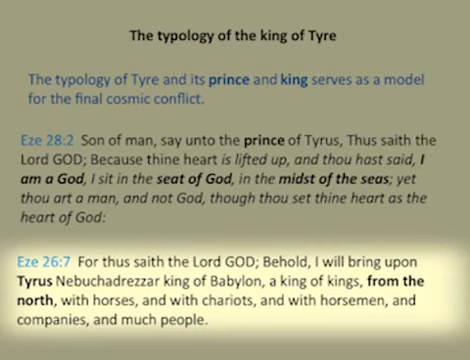 The typology of the king of Tyre
The typology of Tyre and its prince and king serves as a model
for the final cosmic conflict.
Eze 28:2  Son of man, say unto the prince of Tyrus, Thus saith the
Lord GOD; Because thine heart is lifted up, and thou hast said, I
am a God, I sit in the seat of God, in the midst of the seas; yet
thou art a man, and not God, though thou set thine heart as the
heart of God:
Eze 26:7  For thus saith the Lord GOD; Behold, I will bring upon
Tyrus Nebuchadrezzar king of Babylon, a king of kings, from the
north, with horses, and with chariots, and with horsemen, and
companies, and much people.